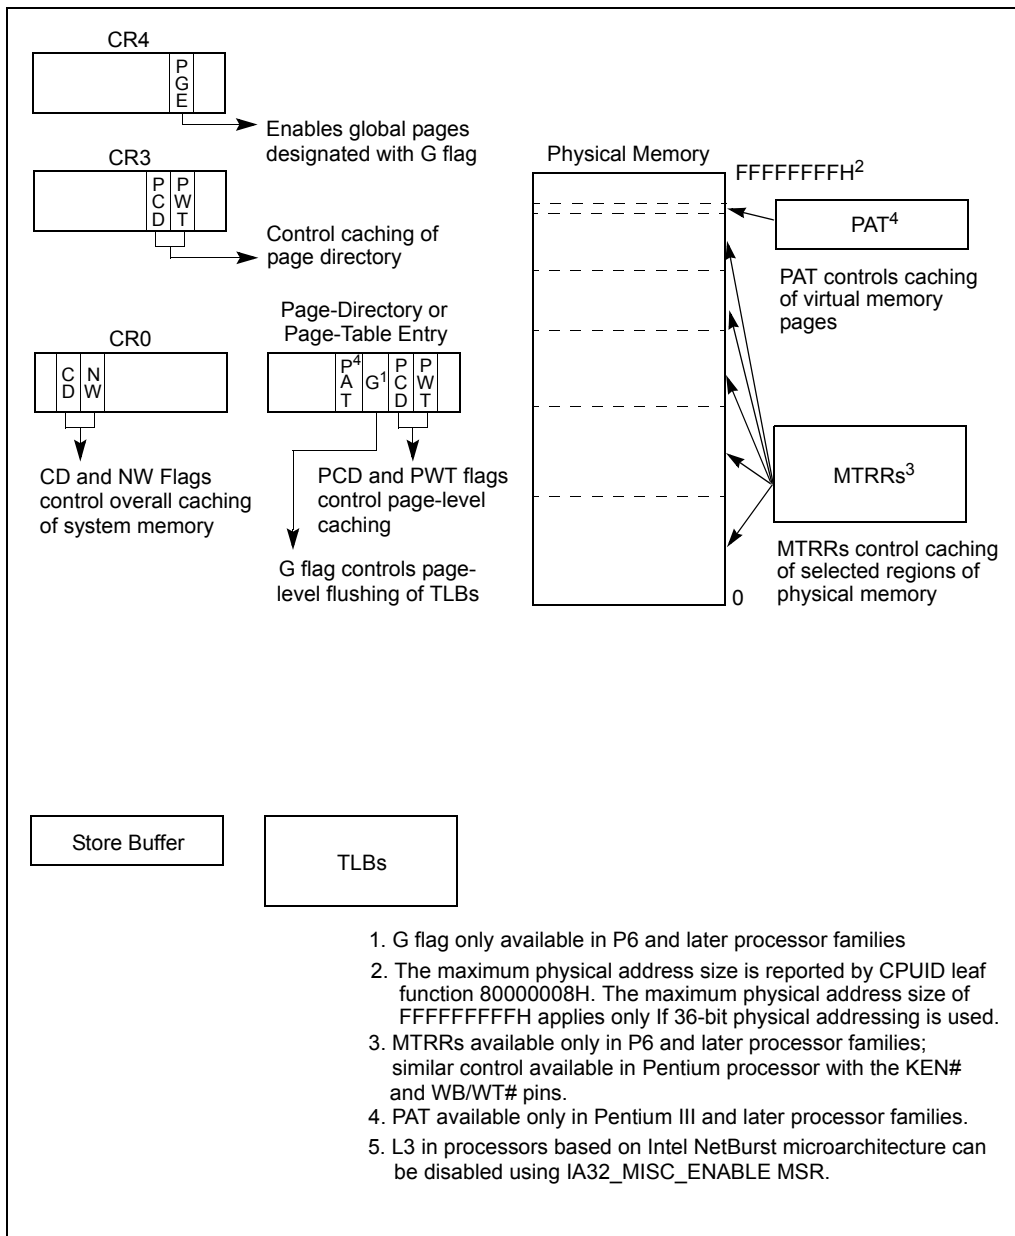 CR4
PGE
Enables global pages
designated with G flag
CR3
PCD PWT
Control caching of
page directory
CR0
CD NW
CD and NW Flags
control overall caching
of system memory
Page-Directory or
Page-Table Entry
PAT4 G1 PCD PWT
PCD and PWT flags
control page-level
caching
G flag controls page-
level flushing of TLBs
Physical Memory
FFFFFFFFH2
PAT4
PAT controls caching
of virtual memory
pages
MTRRs3
MTRRs control caching
of selected regions of
physical memory
0
Store Buffer
TLBs
1. G flag only available in P6 and later processor families
2. The maximum physical address size is reported by CPUID leaf
function 80000008H. The maximum physical address size of
FFFFFFFFFH applies only If 36-bit physical addressing is used.
3. MTRRs available only in P6 and later processor families;
similar control available in Pentium processor with the KEN#
and WB/WT# pins.
4. PAT available only in Pentium III and later processor families.
5. L3 in processors based on Intel NetBurst microarchitecture can
be disabled using IA32_MISC_ENABLE MSR.